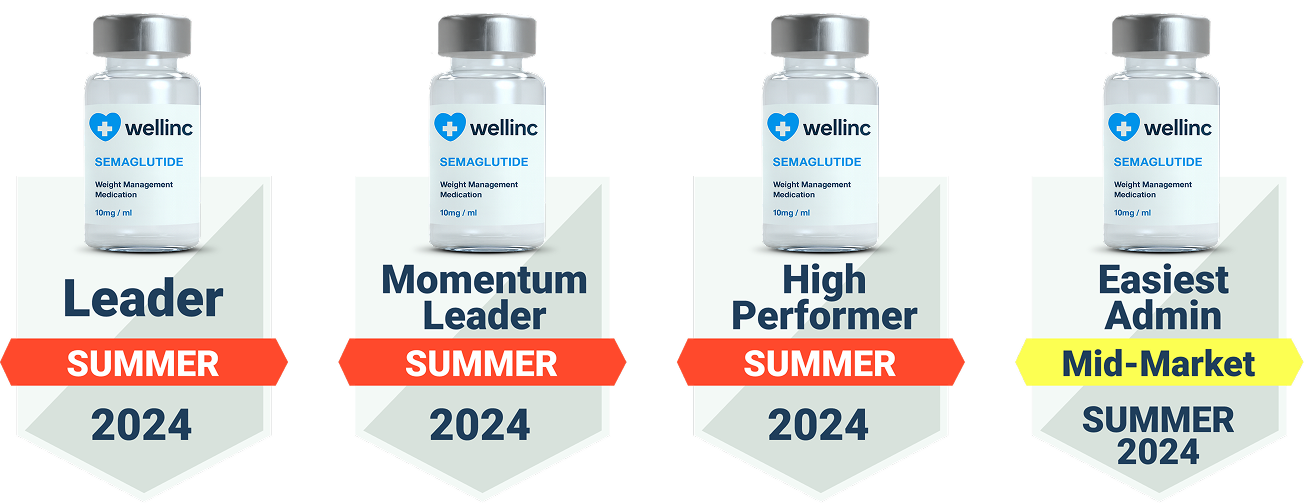 wellinc
SEMAGLUTIDE
Weight Management
Medication
10mg / ml
Leader
SUMMER
2024
wellinc
SEMAGLUTIDE
Weight Management
Medication
10mg / ml
Momentum
Leader
SUMMER
2024
wellinc
SEMAGLUTIDE
Weight Management
Medication
10mg / ml
High
Performer
SUMMER
2024
wellinc
SEMAGLUTIDE
Weight Management
Medication
10mg / ml
Easiest
Admin
Mid-Market
SUMMER
2024